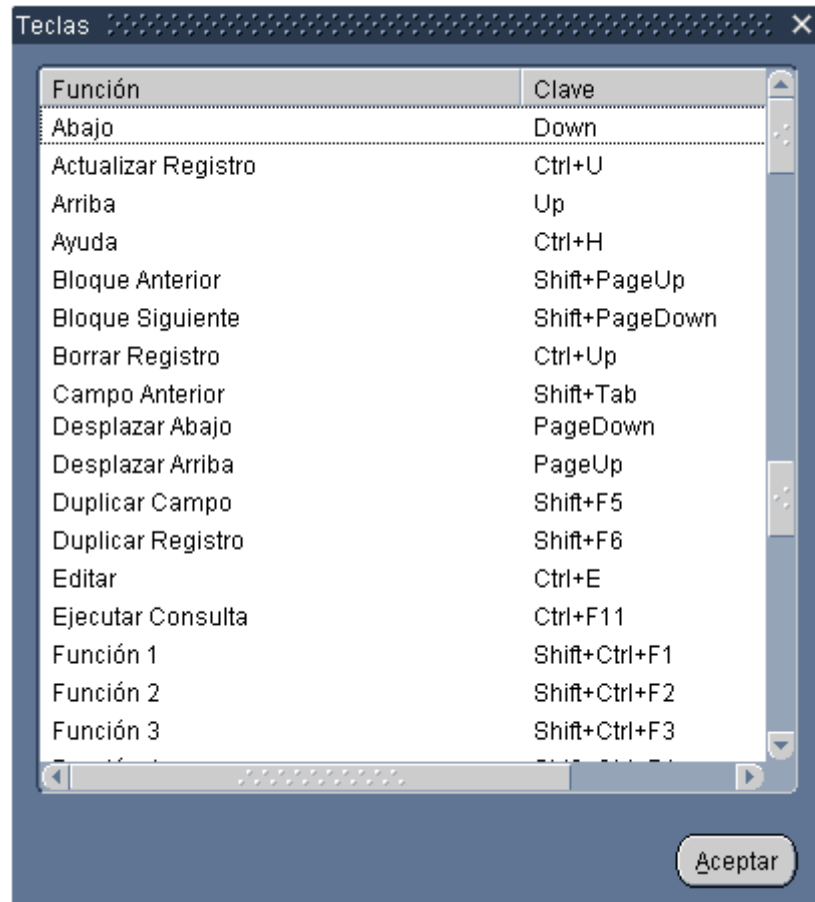 Teclas
Función Clave
Abajo Down
Actualizar Registro Ctrl+U
Arriba Up
Ayuda Ctrl+H
Bloque Anterior Shift+PageUp
Bloque Siguiente Shift+PageDown
Borrar Registro Ctrl+Up
Campo Anterior Shift+Tab
Desplazar Abajo PageDown
Desplazar Arriba PageUp
Duplicar Campo Shift+F5
Duplicar Registro Shift+F6
Editar Ctrl+E
Ejecutar Consulta Ctrl+F11
Función 1 Shift+Ctrl+F1
Función 2 Shift+Ctrl+F2
Función 3 Shift+Ctrl+F3
Aceptar